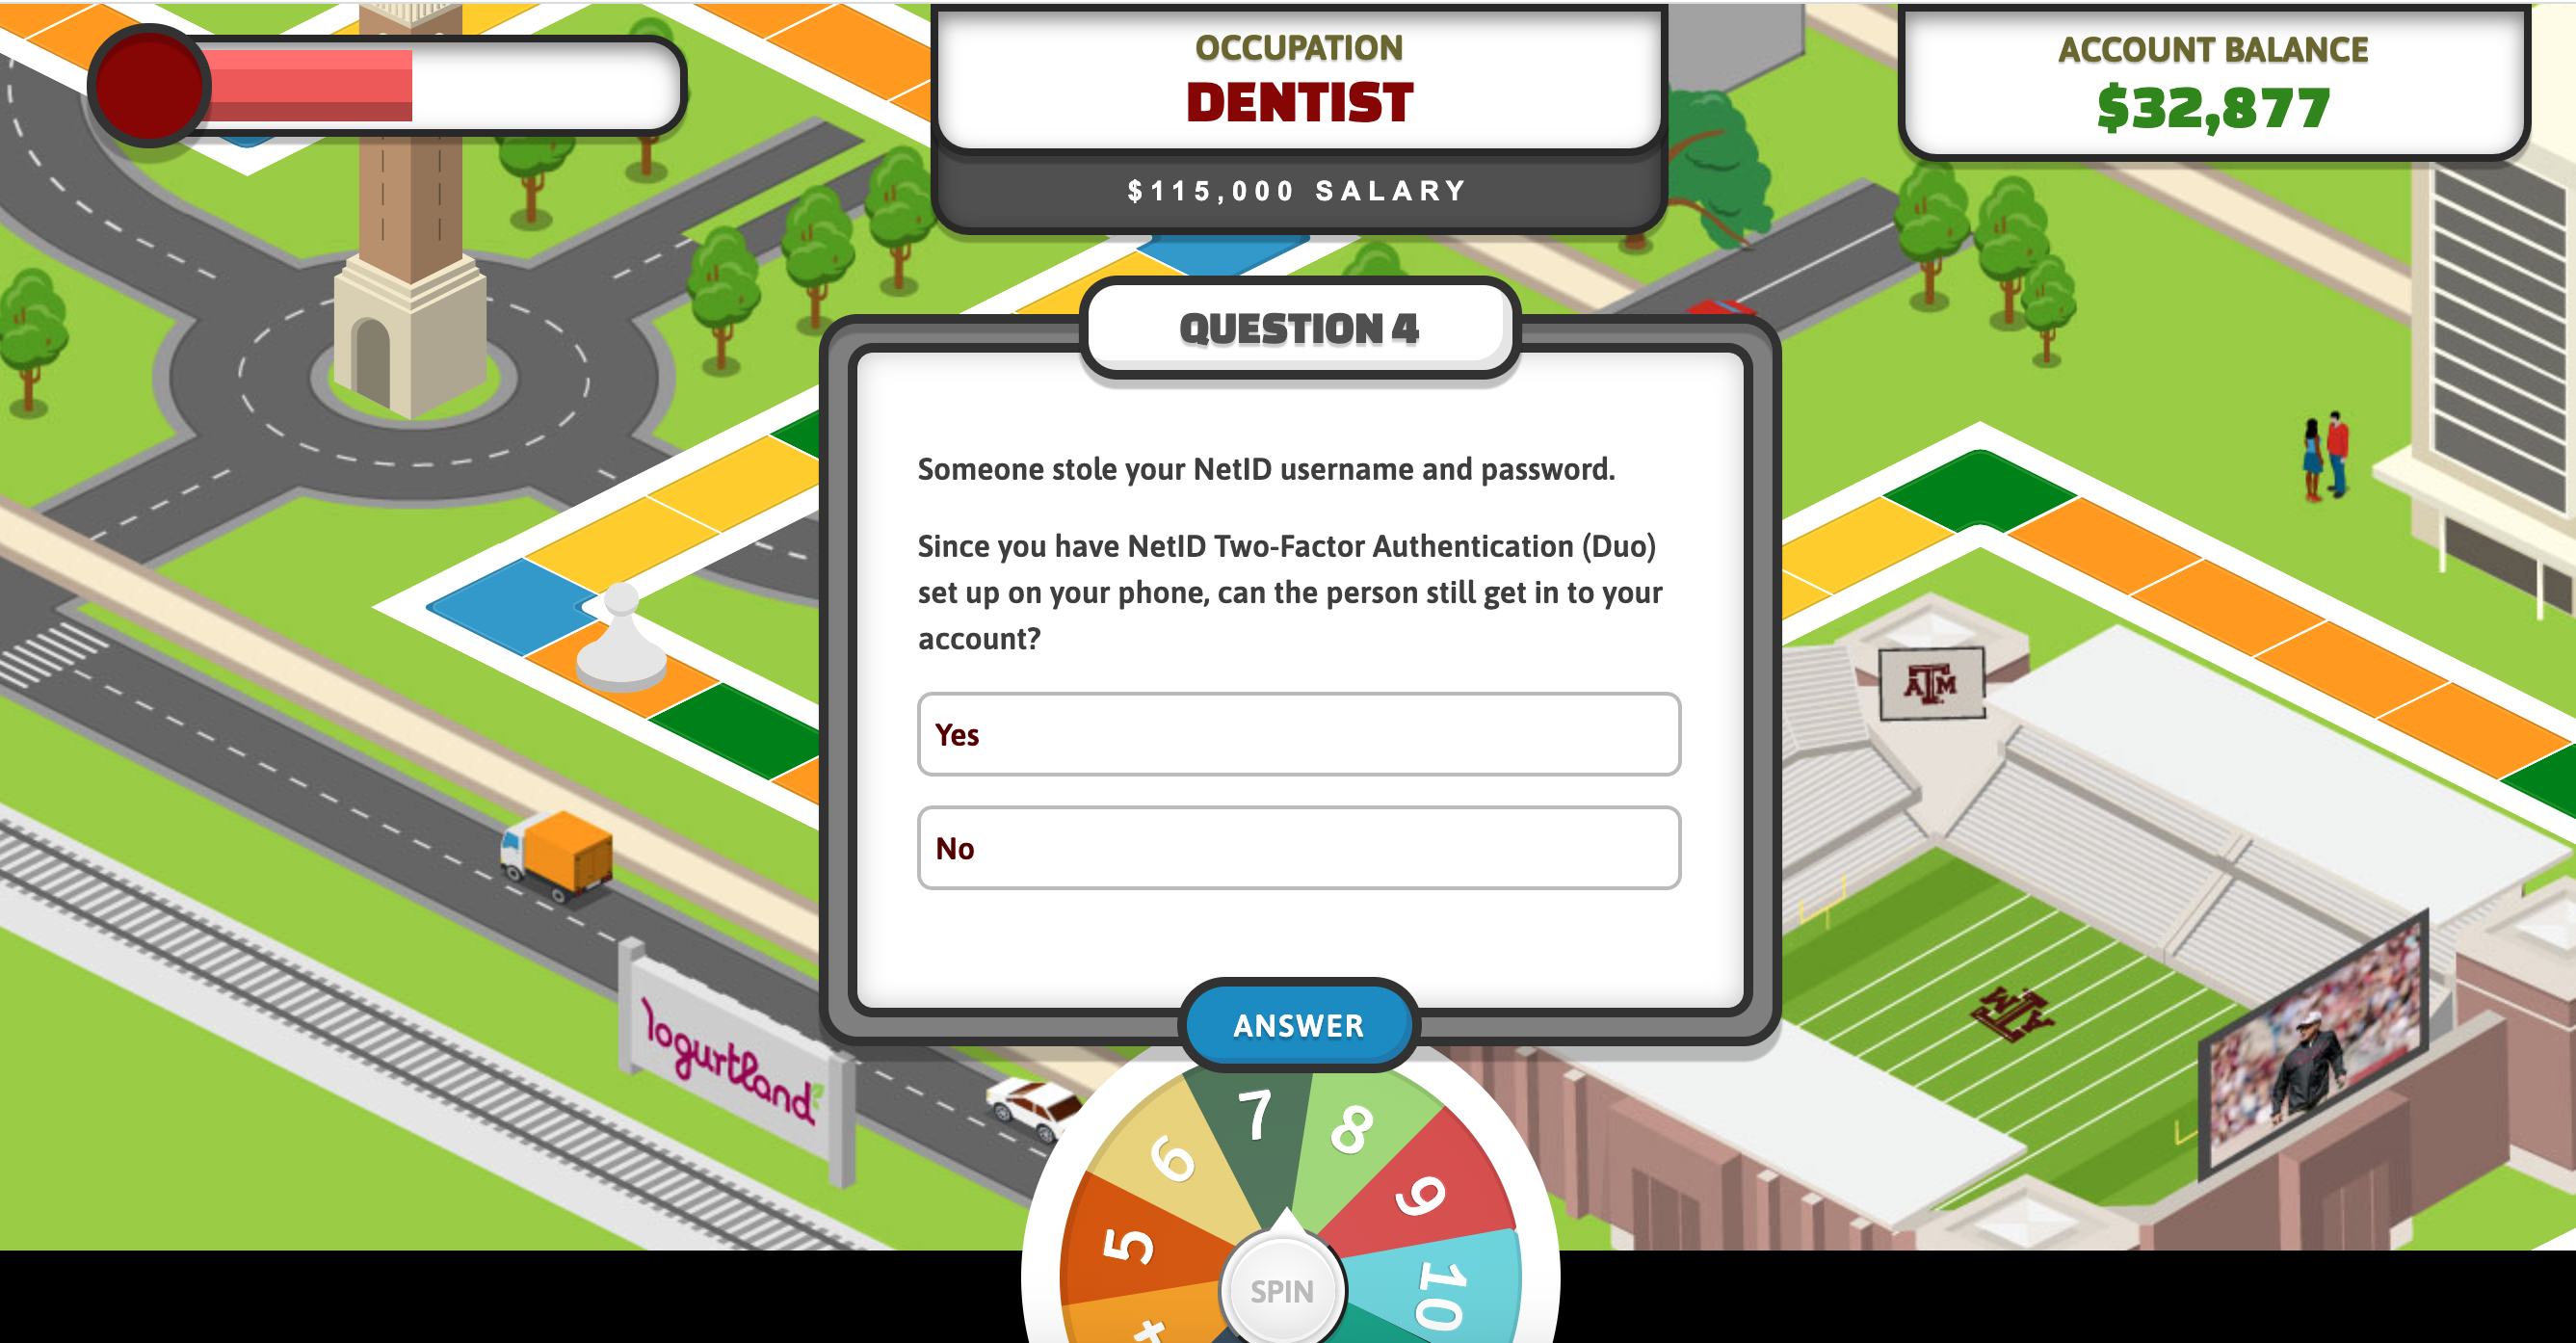 OCCUPATION
DENTIST
$115,000 SALARY
ACCOUNT BALANCE
$32,877
QUESTION 4
Someone stole your NetID username and password.
Since you have NetID Two-Factor Authentication (Duo)
set up on your phone, can the person still get in to your
account?
Yes
No
ANSWER
ATM
ATM
Yogurtland
5
6
7
8
9
10
SPIN